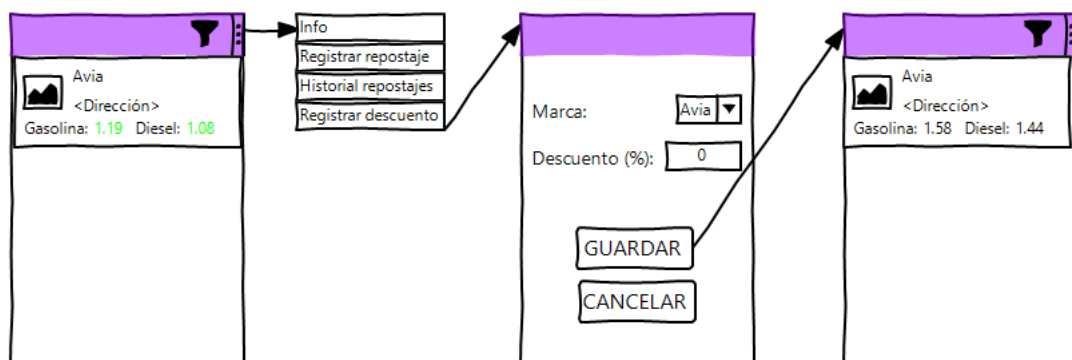 Avia
<Dirección>
Gasolina: 1.19 Diesel: 1.08
Info
Registrar repostaje
Historial repostajes
Registrar descuento
Marca: Avia
Descuento (%): 0
GUARDAR
CANCELAR
Avia
<Dirección>
Gasolina: 1.58 Diesel: 1.44